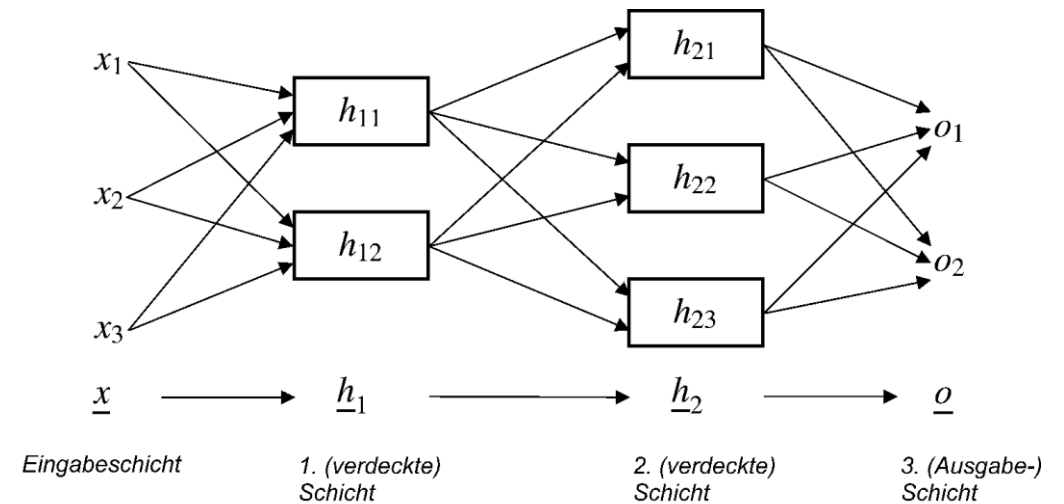 x₁
h₁₁
h₂₁
o₁
x₂
h₂₂
h₁₂
o₂
x₃
h₂₃
x h₁ h₂ o
Eingabeschicht 1. (verdeckte) 2. (verdeckte) 3. (Ausgabe-)
Schicht Schicht Schicht